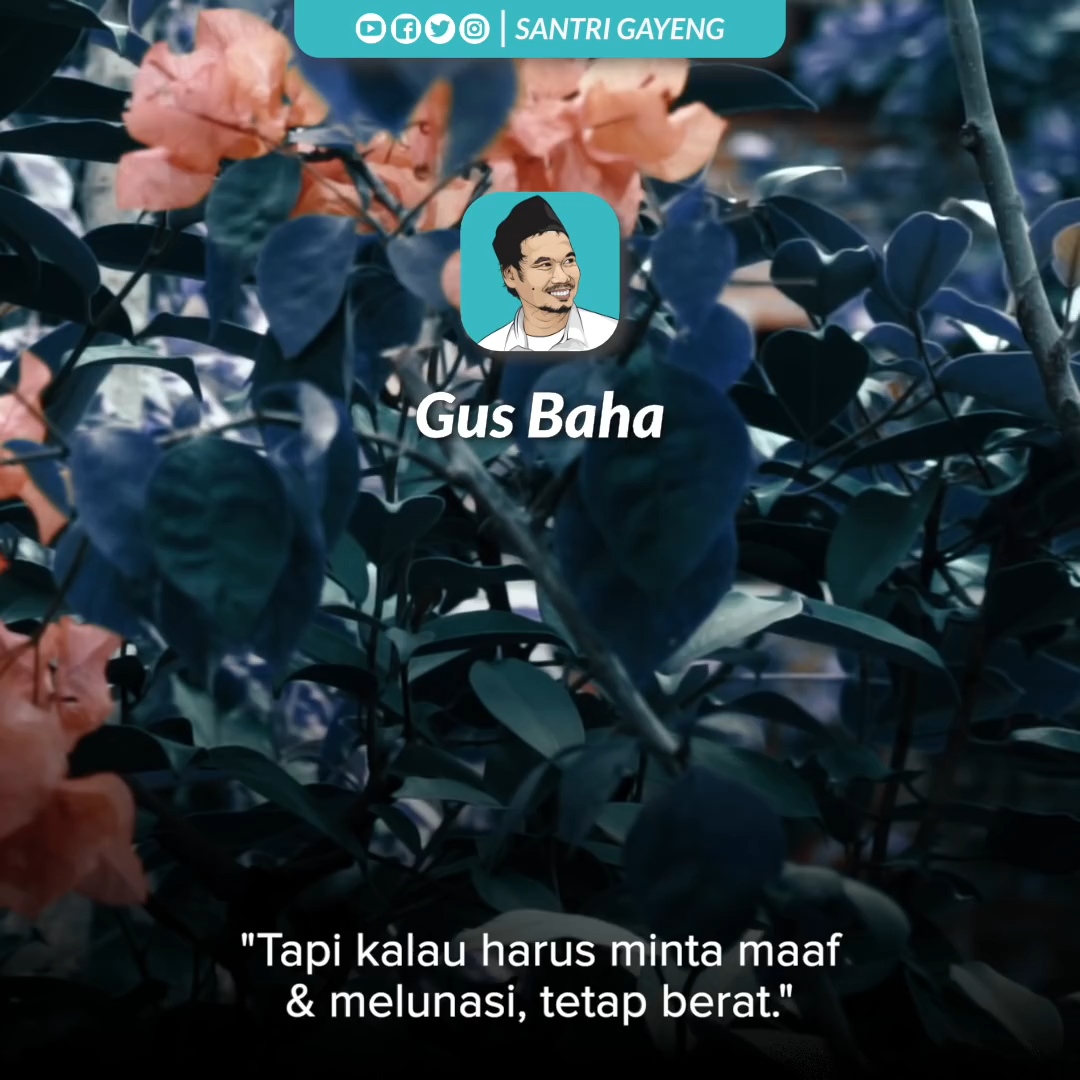 SANTRI GAYENG
Gus Baha
"Tapi kalau harus minta maaf
& melunasi, tetap berat."